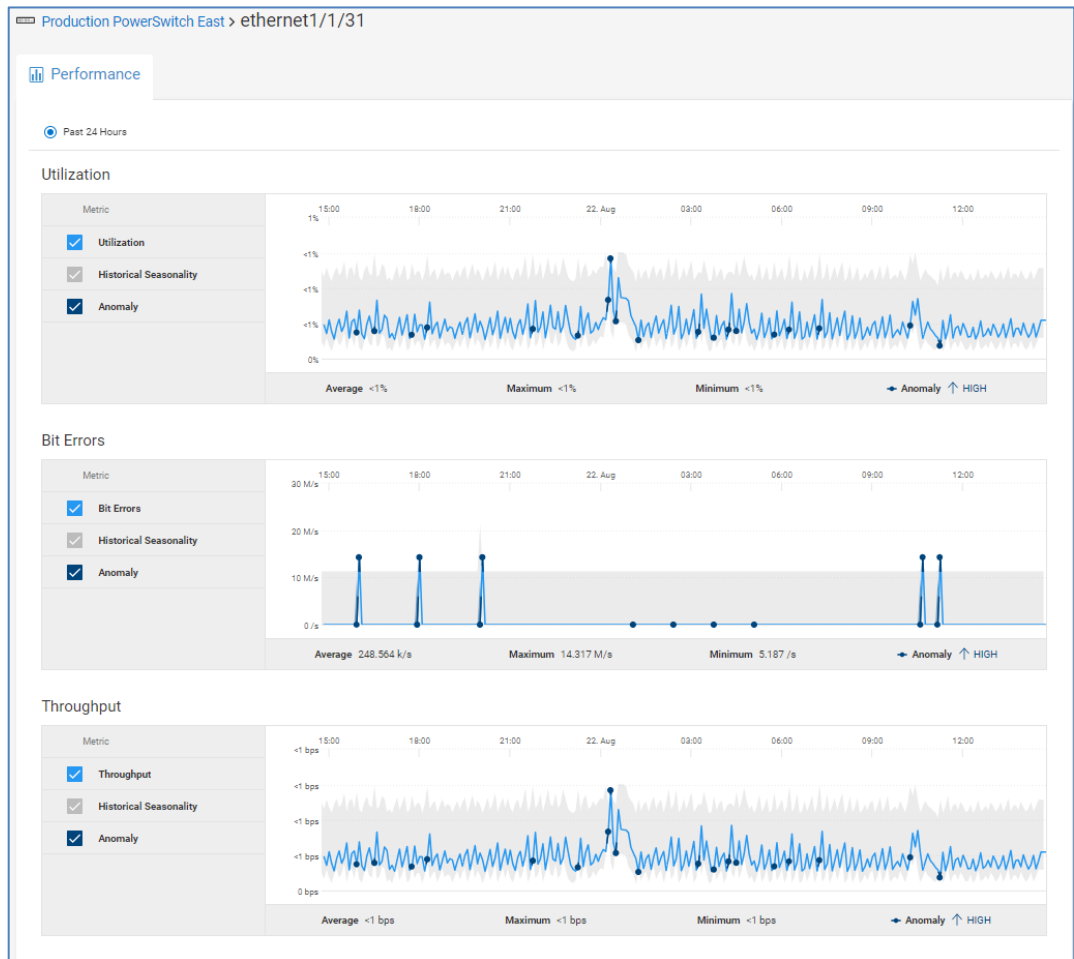 Production PowerSwitch East > ethernet1/1/31
Performance
Past 24 Hours
Utilization
Metric
Utilization
Historical Seasonality
Anomaly
15:00 18:00 21:00 22. Aug 03:00 06:00 09:00 12:00
1%
<1%
<1%
<1%
0%
Average <1% Maximum <1% Minimum <1% Anomaly ↑ HIGH
Bit Errors
Metric
Bit Errors
Historical Seasonality
Anomaly
15:00 18:00 21:00 22. Aug 03:00 06:00 09:00 12:00
30 M/s
20 M/s
10 M/s
0 /s
Average 248.564 k/s Maximum 14.317 M/s Minimum 5.187 /s Anomaly ↑ HIGH
Throughput
Metric
Throughput
Historical Seasonality
Anomaly
15:00 18:00 21:00 22. Aug 03:00 06:00 09:00 12:00
<1 bps
<1 bps
<1 bps
<1 bps
0 bps
Average <1 bps Maximum <1 bps Minimum <1 bps Anomaly ↑ HIGH